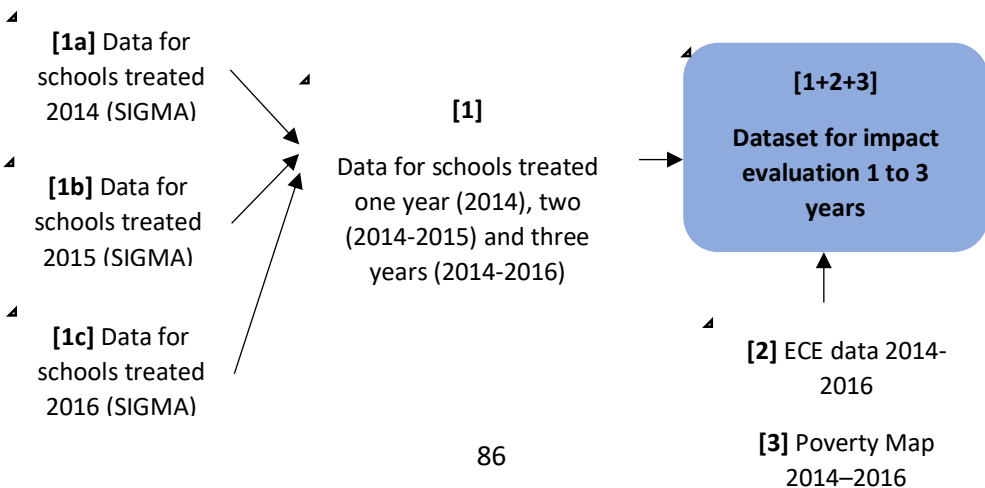 [1a] Data for
schools treated
2014 (SIGMA)
[1b] Data for
schools treated
2015 (SIGMA)
[1c] Data for
schools treated
2016 (SIGMA)
[1]
Data for schools treated
one year (2014), two
(2014-2015) and three
years (2014-2016)
[1+2+3]
Dataset for impact
evaluation 1 to 3
years
[2] ECE data 2014-
2016
[3] Poverty Map
2014–2016
86